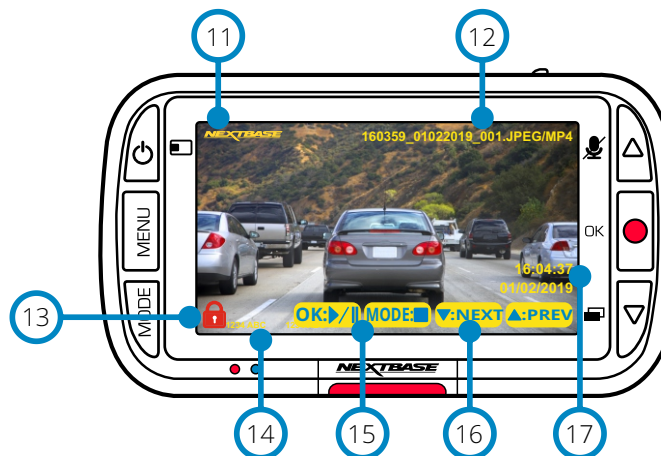 11
12
NEXTBASE
160359_01022019_001.JPEG/MP4
MENU
OK
16:04:37
01/02/2019
13
MODE
OK:▶/II
MODE:■
▼:NEXT
▲:PREV
NEXTBASE
14
15
16
17